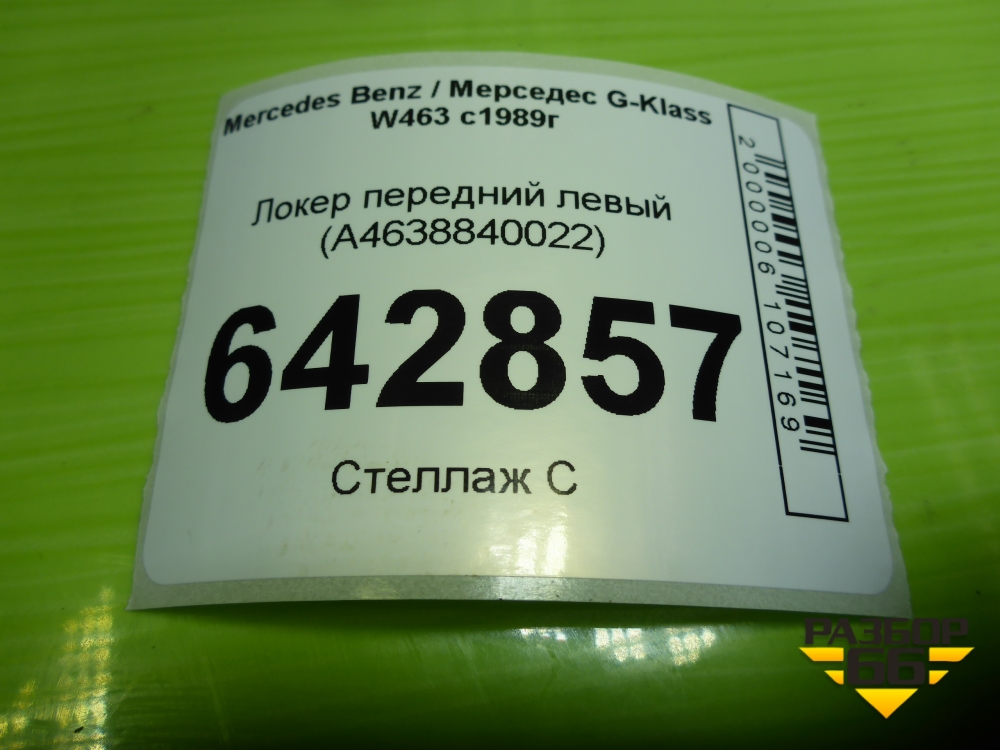 Mercedes Benz / Мерседес G-Klass
W463 с1989г
Локер передний левый
(A4638840022)
642857
Стеллаж С
2000006107169
РАЗБОР
66